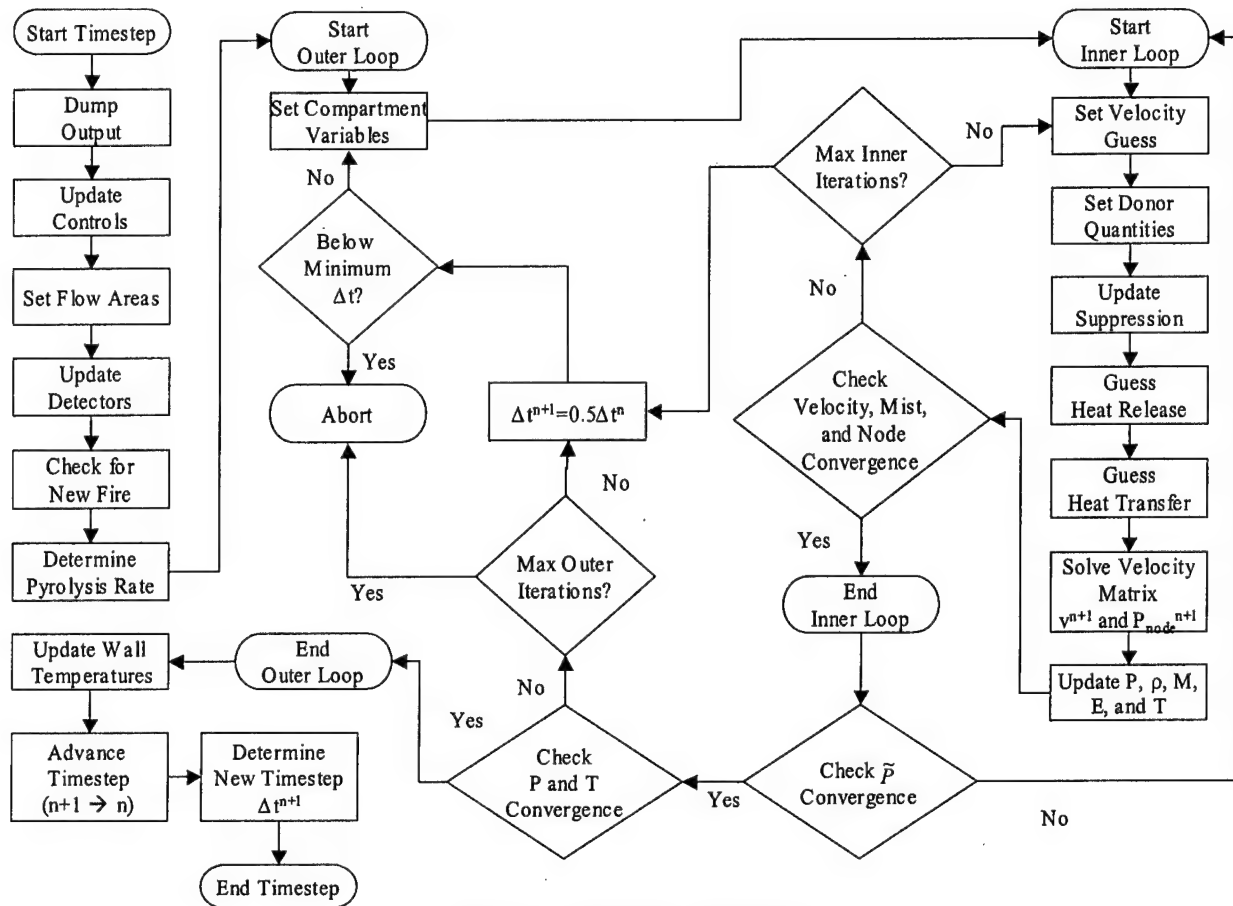 Start Timestep
Dump
Output
Update
Controls
Set Flow Areas
Update
Detectors
Check for
New Fire
Determine
Pyrolysis Rate
Start
Outer Loop
Set Compartment
Variables
No
Below
Minimum
Δt?
Yes
Abort
Δtⁿ⁺¹=0.5Δtⁿ
No
Max Outer
Iterations?
Yes
No
Start
Inner Loop
Set Velocity
Guess
Set Donor
Quantities
Update
Suppression
Guess
Heat Release
Guess
Heat Transfer
Solve Velocity
Matrix
vⁿ⁺¹ and P_nodeⁿ⁺¹
Update P, ρ, M,
E, and T
No
Max Inner
Iterations?
No
Check
Velocity, Mist,
and Node
Convergence
Yes
End
Inner Loop
Check P̃
Convergence
No
Yes
Check
P and T
Convergence
Yes
End
Outer Loop
Update Wall
Temperatures
Advance
Timestep
(n+1 → n)
Determine
New Timestep
Δtⁿ⁺¹
End Timestep